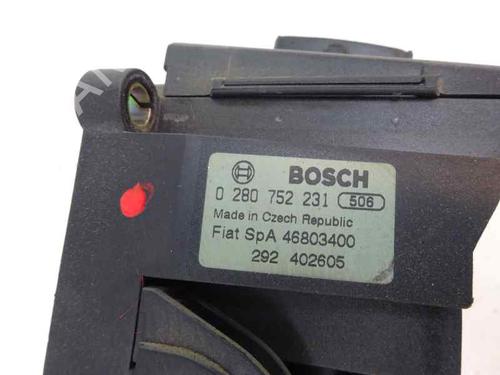 BOSCH
0 280 752 231 506
Made in Czech Republic
Fiat SpA 46803400
292 402605